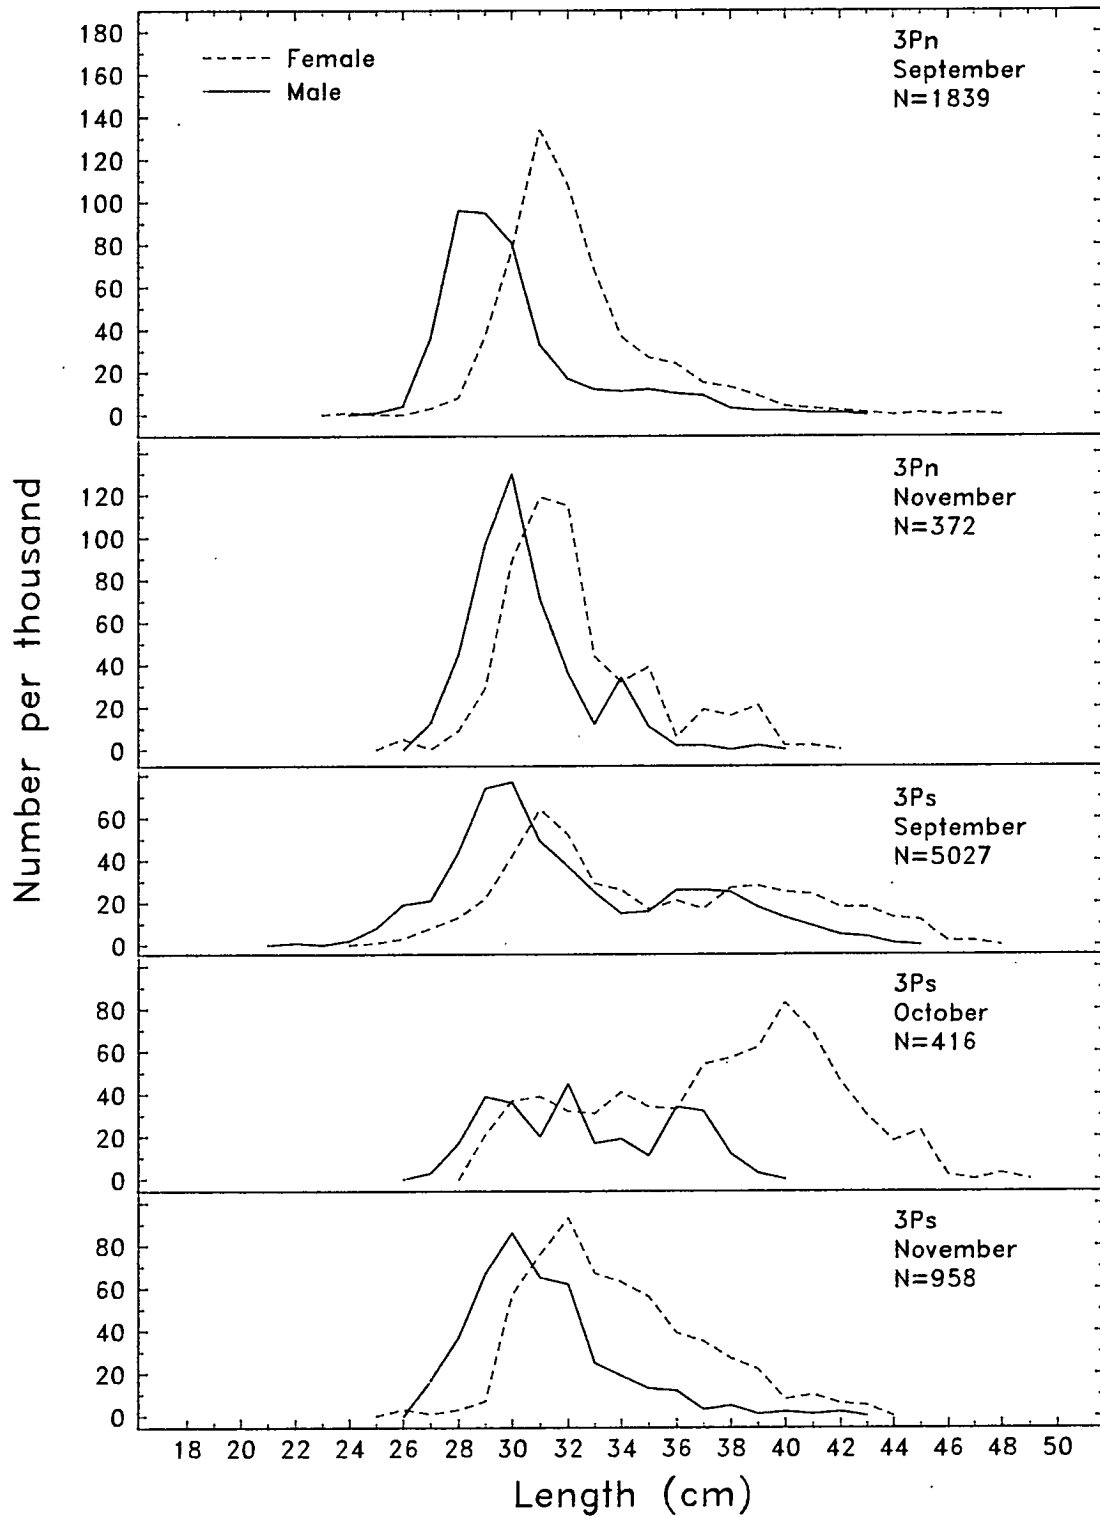 Number per thousand
180
160
140
120
100
80
60
40
20
0
Female
Male
3Pn
September
N=1839
120
100
80
60
40
20
0
3Pn
November
N=372
60
40
20
0
3Ps
September
N=5027
80
60
40
20
0
3Ps
October
N=416
80
60
40
20
0
3Ps
November
N=958
18 20 22 24 26 28 30 32 34 36 38 40 42 44 46 48 50
Length (cm)